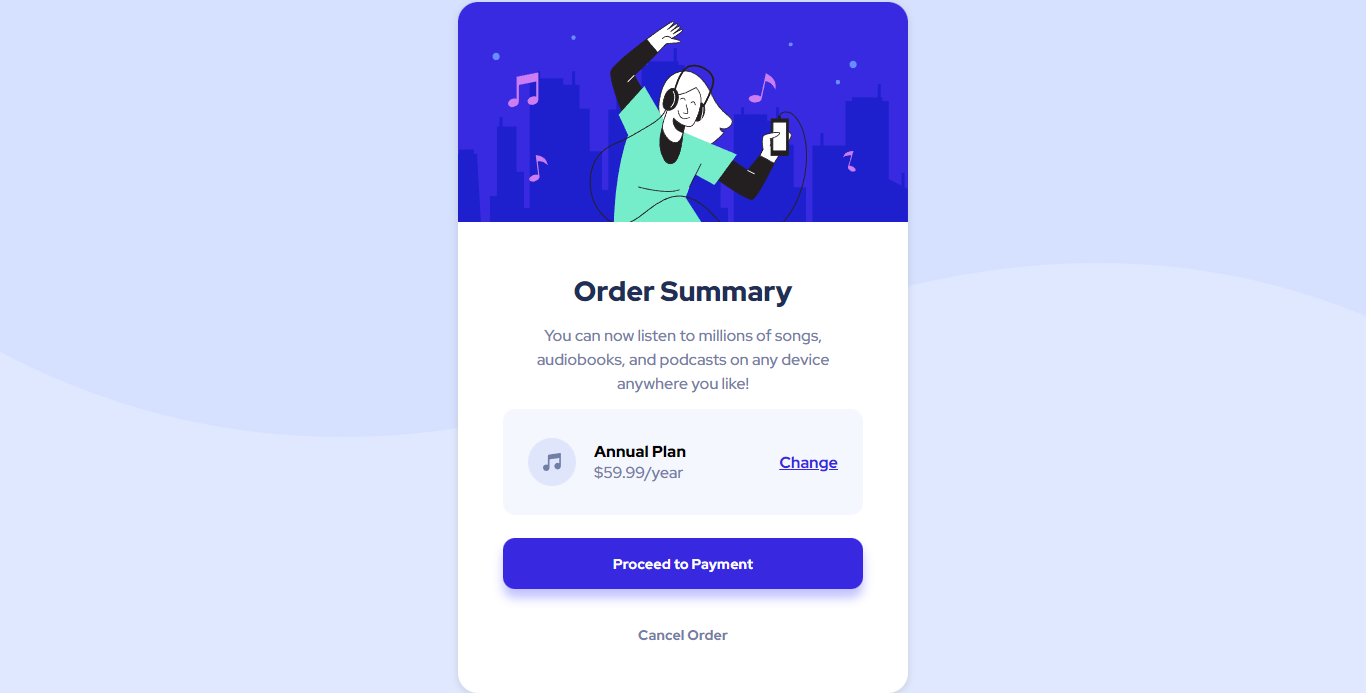 Order Summary
You can now listen to millions of songs,
audiobooks, and podcasts on any device
anywhere you like!
Annual Plan
$59.99/year
Change
Proceed to Payment
Cancel Order